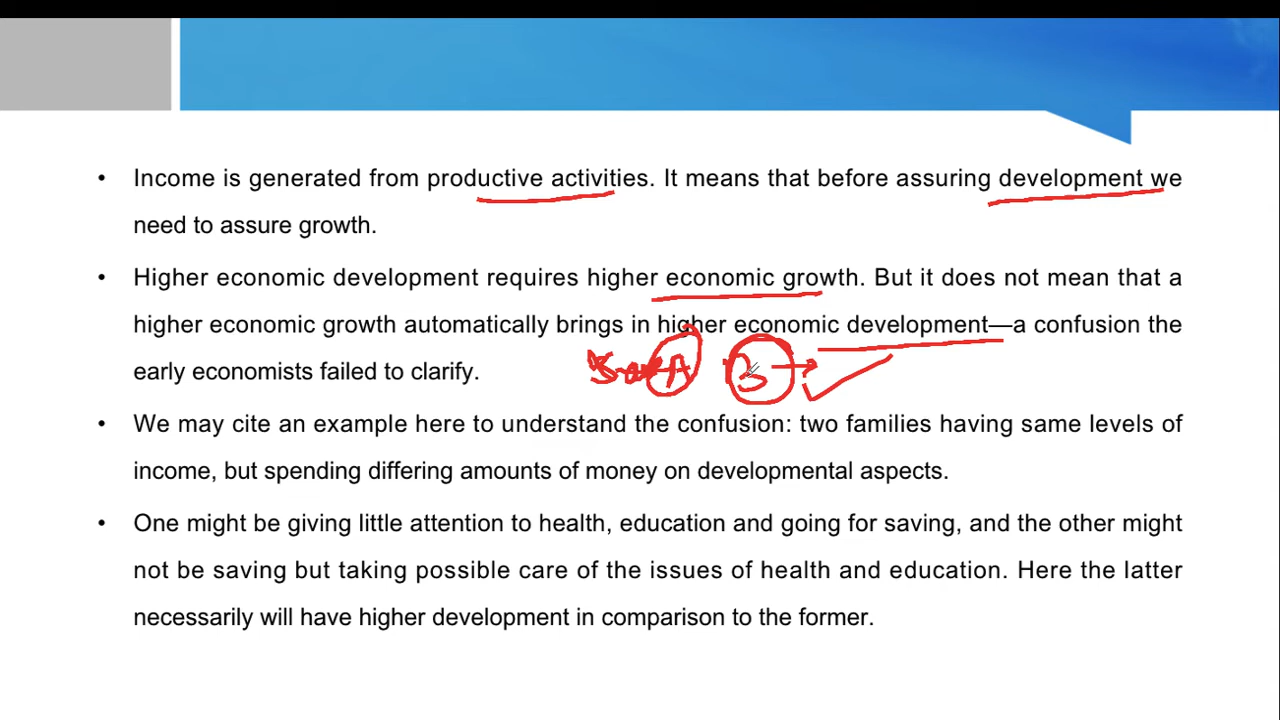 • Income is generated from productive activities. It means that before assuring development we
need to assure growth.
• Higher economic development requires higher economic growth. But it does not mean that a
higher economic growth automatically brings in higher economic development—a confusion the
early economists failed to clarify.
A B
• We may cite an example here to understand the confusion: two families having same levels of
income, but spending differing amounts of money on developmental aspects.
• One might be giving little attention to health, education and going for saving, and the other might
not be saving but taking possible care of the issues of health and education. Here the latter
necessarily will have higher development in comparison to the former.